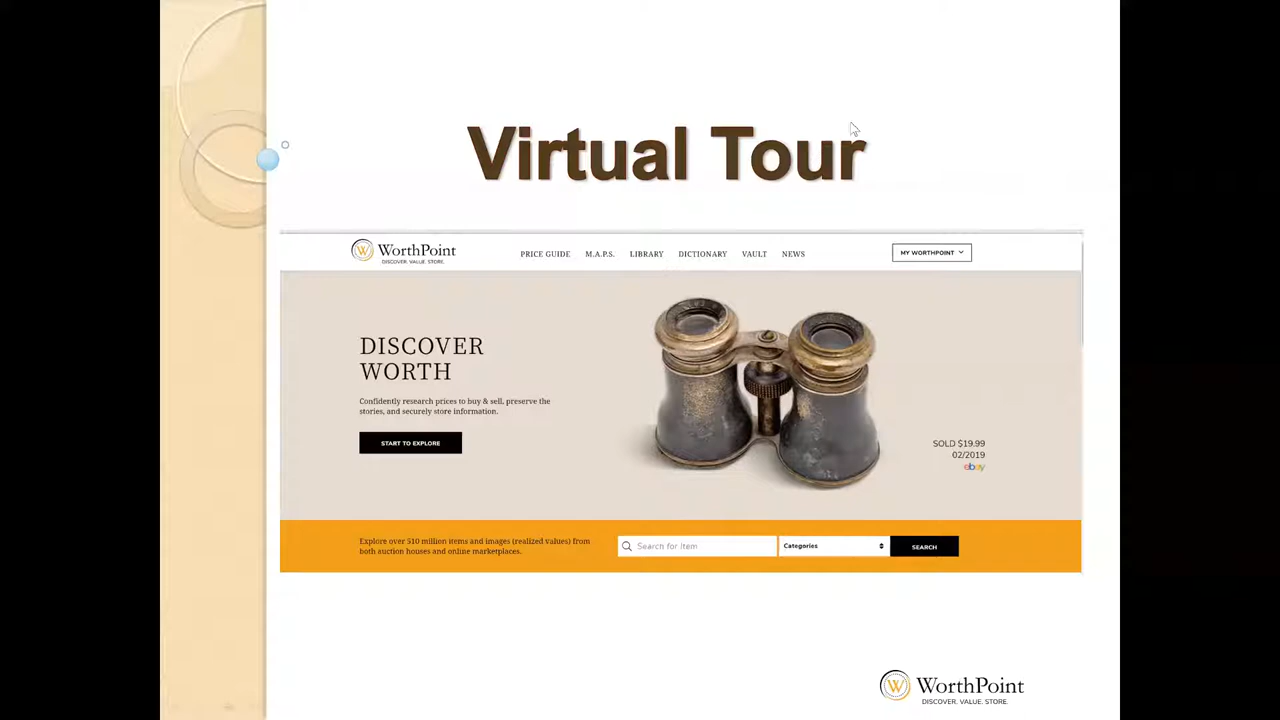 Virtual Tour
WorthPoint
DISCOVER. VALUE. STORE.
PRICE GUIDE M.A.P.S. LIBRARY DICTIONARY VAULT NEWS
MY WORTHPOINT
DISCOVER
WORTH
Confidently research prices to buy & sell, preserve the
stories, and securely store information.
START TO EXPLORE
SOLD $19.99
02/2019
ebay
Explore over 510 million items and images (realized values) from
both auction houses and online marketplaces.
Search for item
Categories
SEARCH
WorthPoint
DISCOVER. VALUE. STORE.